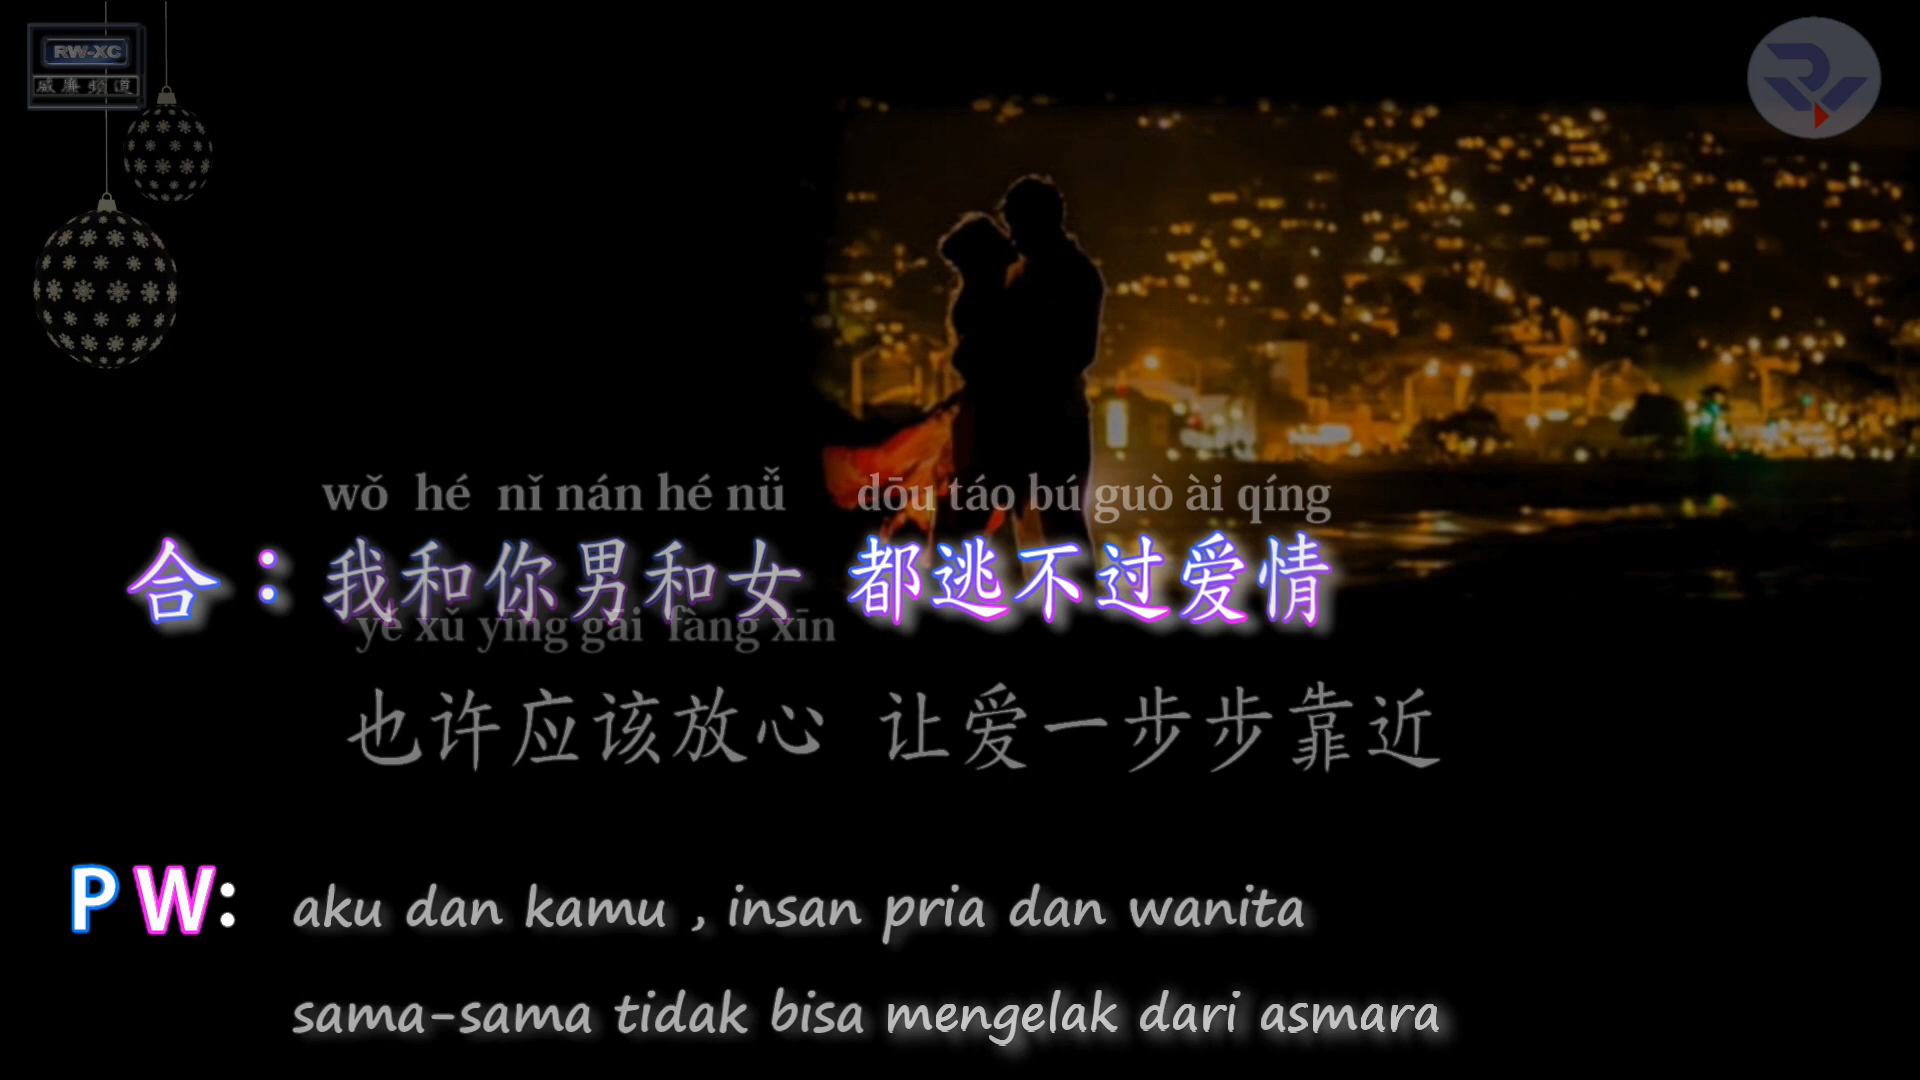 RW-XC
威廉頻道
wǒ hé nǐ nán hé nǚ dōu táo bú guò ài qíng
合：我和你男和女 都逃不过爱情
yě xǔ yīng gāi fàng xīn
也许应该放心 让爱一步步靠近
P W: aku dan kamu , insan pria dan wanita
sama-sama tidak bisa mengelak dari asmara